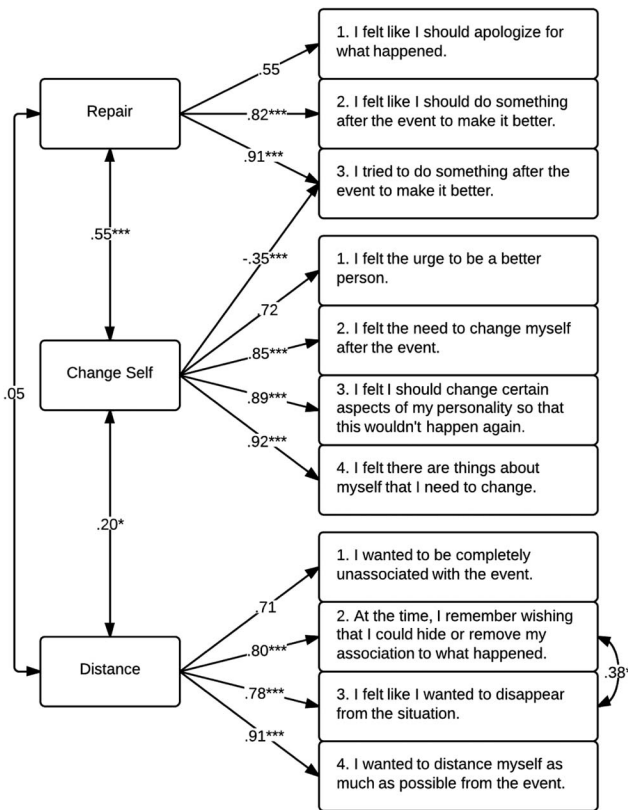 1. I felt like I should apologize for
what happened.
.55
Repair
2. I felt like I should do something
after the event to make it better.
.82***
.91***
3. I tried to do something after the
event to make it better.
.55***
-.35***
1. I felt the urge to be a better
person.
.72
2. I felt the need to change myself
after the event.
.85***
Change Self
.89***
3. I felt I should change certain
aspects of my personality so that
this wouldn't happen again.
.05
.92***
4. I felt there are things about
myself that I need to change.
.20*
1. I wanted to be completely
unassociated with the event.
.71
2. At the time, I remember wishing
that I could hide or remove my
association to what happened.
.80***
Distance
.38*
.78***
3. I felt like I wanted to disappear
from the situation.
.91***
4. I wanted to distance myself as
much as possible from the event.